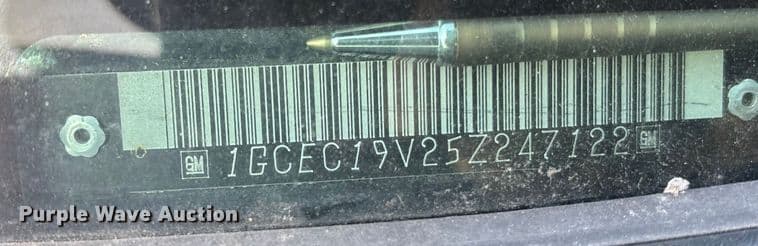 GM 1GCEC19V25Z247122 GM
Purple Wave Auction